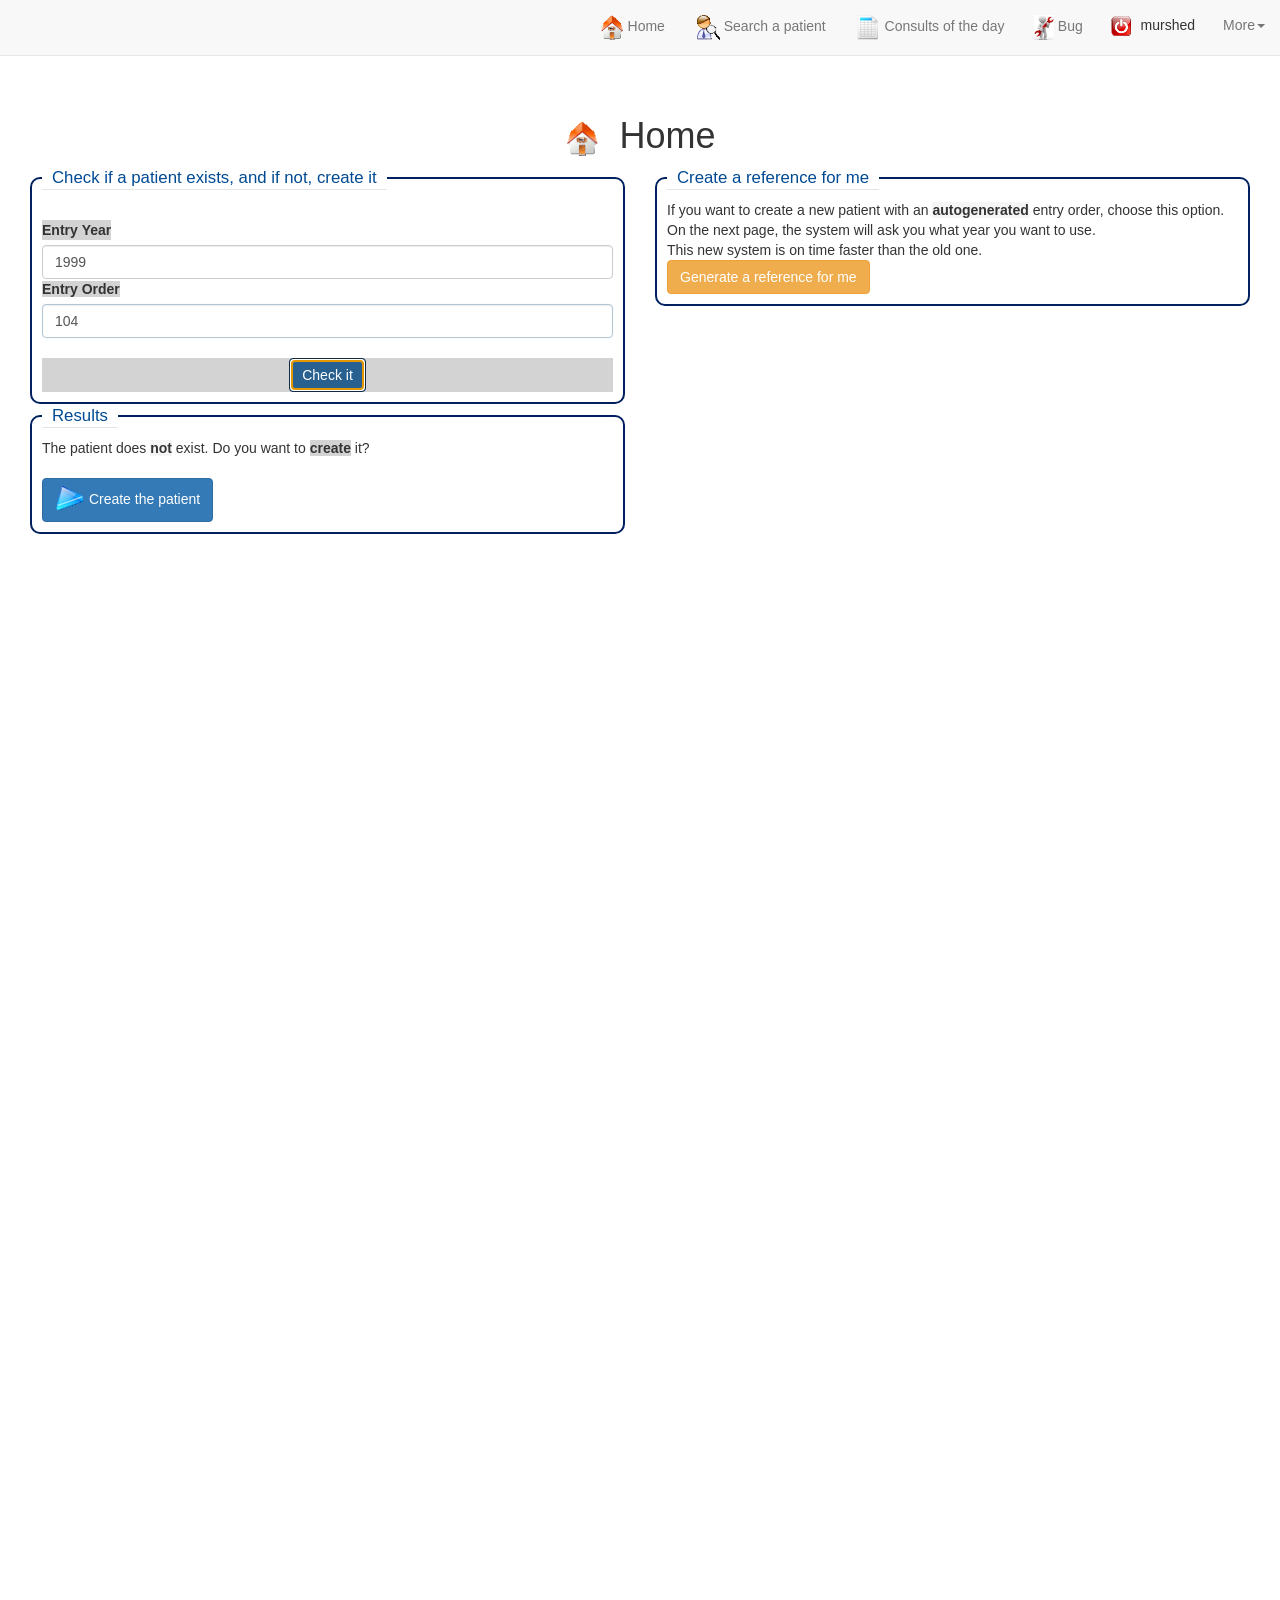 Home Search a patient Consults of the day Bug murshed More
Home
Check if a patient exists, and if not, create it
Entry Year
1999
Entry Order
104
Check it
Results
The patient does not exist. Do you want to create it?
Create the patient
Create a reference for me
If you want to create a new patient with an autogenerated entry order, choose this option.
On the next page, the system will ask you what year you want to use.
This new system is on time faster than the old one.
Generate a reference for me